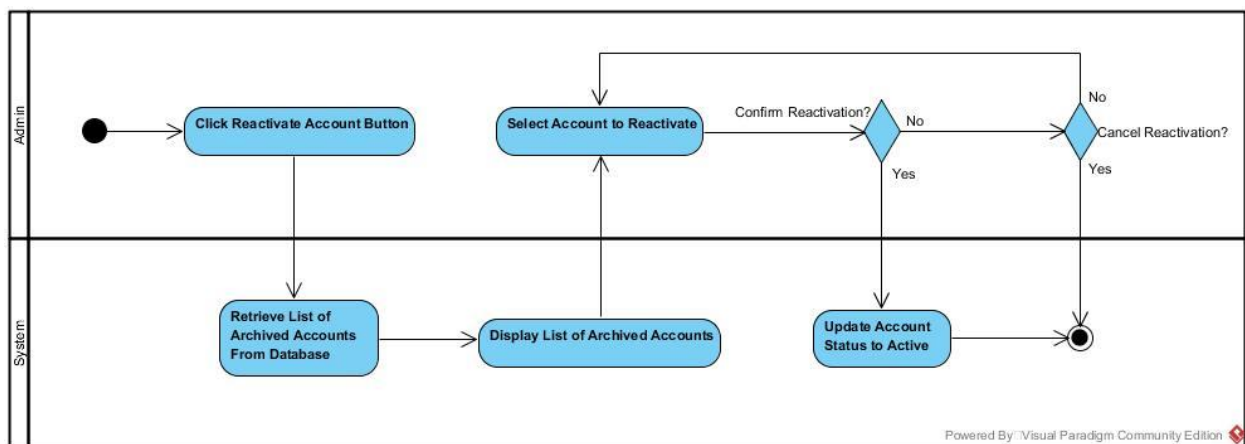 Admin
Click Reactivate Account Button
Select Account to Reactivate
Confirm Reactivation?
No
Yes
No
Cancel Reactivation?
Yes
System
Retrieve List of
Archived Accounts
From Database
Display List of Archived Accounts
Update Account
Status to Active
Powered By Visual Paradigm Community Edition